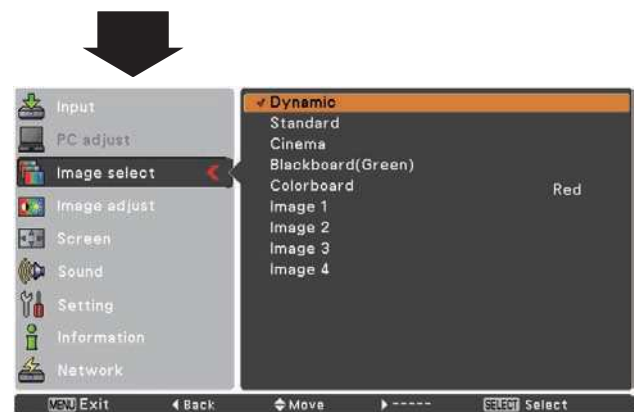 Input
PC adjust
Image select
Image adjust
Screen
Sound
Setting
Information
Network
Dynamic
Standard
Cinema
Blackboard(Green)
Colorboard Red
Image 1
Image 2
Image 3
Image 4
MENU Exit Back Move ----- SELECT Select